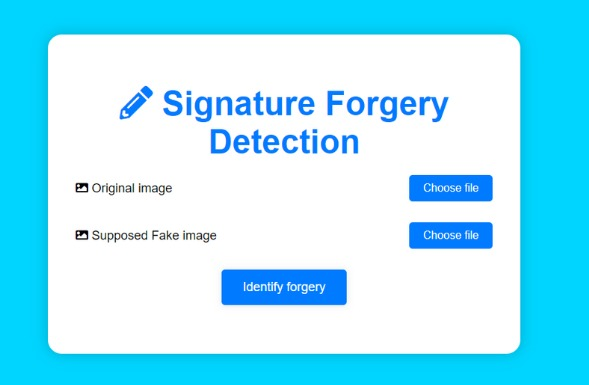 Signature Forgery
Detection
Original image
Choose file
Supposed Fake image
Choose file
Identify forgery